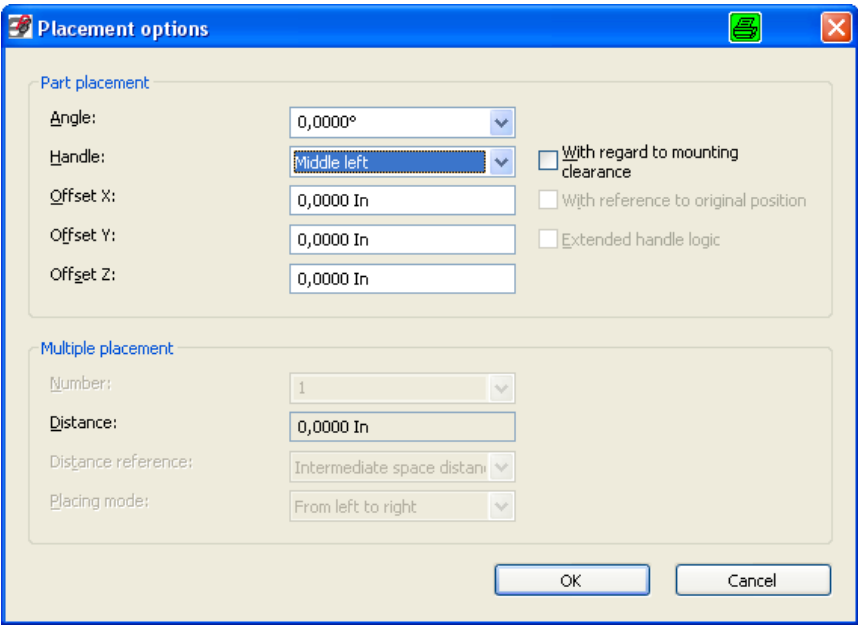 Placement options
Part placement
Angle:
0,0000°
Handle:
Middle left
With regard to mounting
clearance
Offset X:
0,0000 In
With reference to original position
Offset Y:
0,0000 In
Extended handle logic
Offset Z:
0,0000 In
Multiple placement
Number:
1
Distance:
0,0000 In
Distance reference:
Intermediate space distan
Placing mode:
From left to right
OK
Cancel